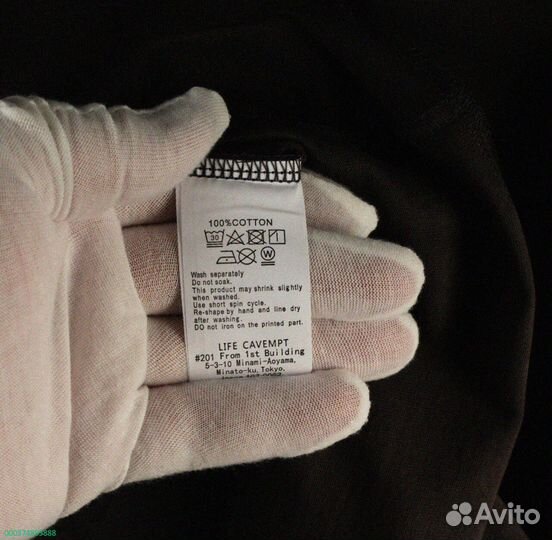 100%COTTON
30
W
Wash separately
Do not soak.
This product may shrink slightly
when washed.
Use short spin cycle.
Re-shape by hand and line dry
after washing.
DO not iron on the printed part.
LIFE CAVEMPT
#201 From 1st Building
5-3-10 Minami-Aoyama,
Minato-ku, Tokyo,
Avito